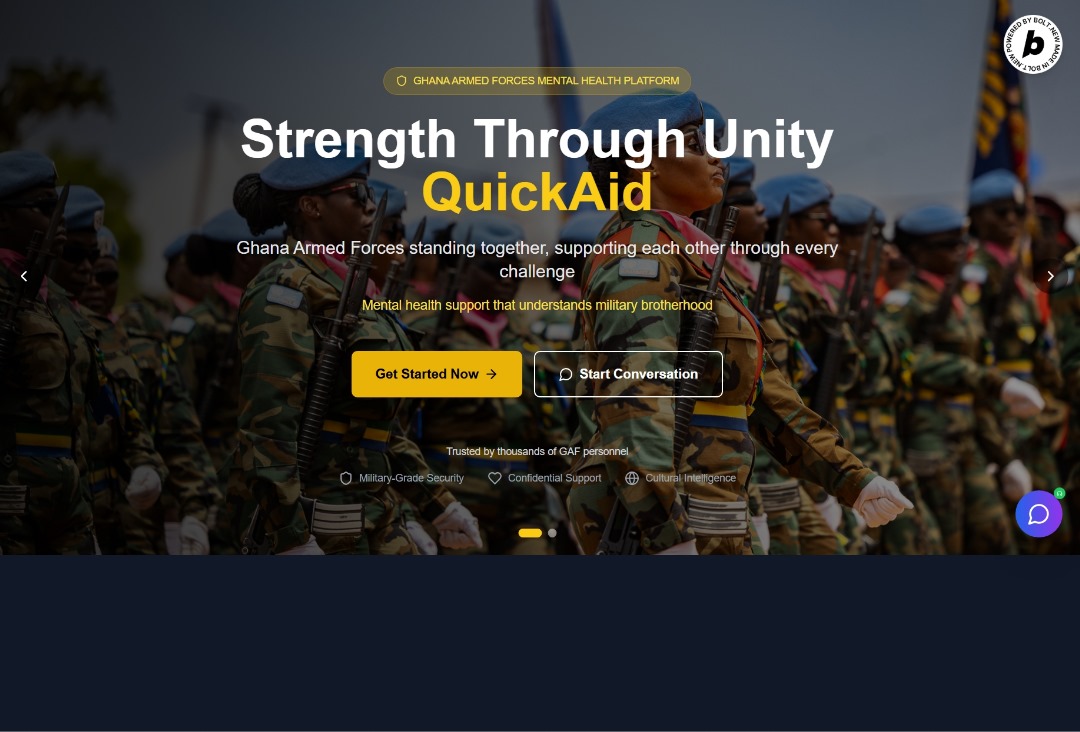 POWERED BY BOLT.NEW MADE IN BOLT.NEW
b
GHANA ARMED FORCES MENTAL HEALTH PLATFORM
Strength Through Unity
QuickAid
Ghana Armed Forces standing together, supporting each other through every
challenge
Mental health support that understands military brotherhood
Get Started Now
Start Conversation
Trusted by thousands of GAF personnel
Military-Grade Security
Confidential Support
Cultural Intelligence